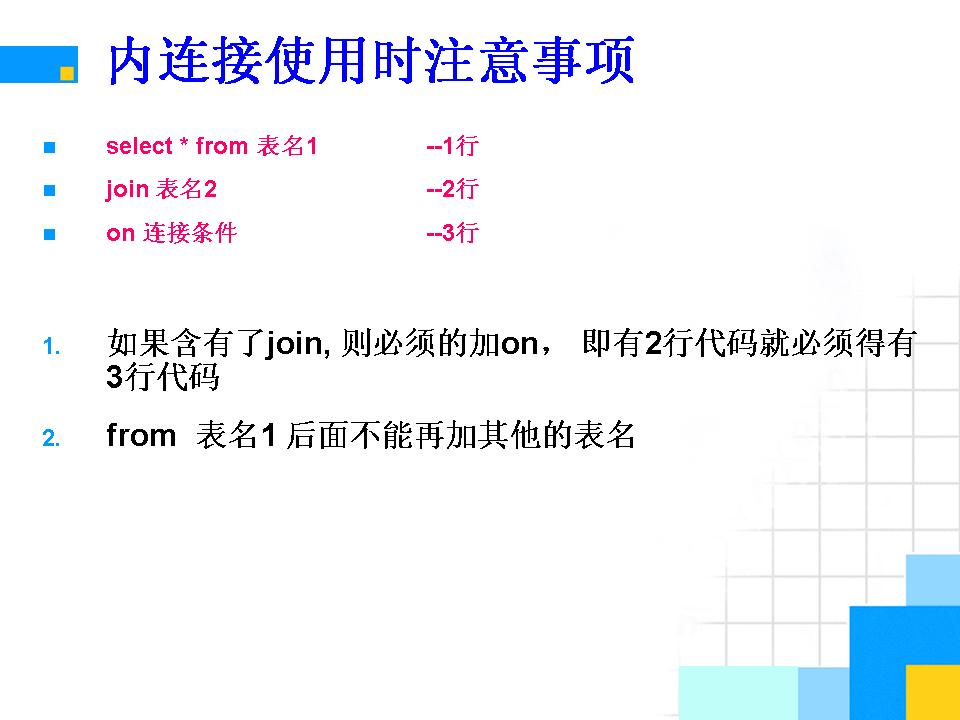 内连接使用时注意事项
select * from 表名1 --1行
join 表名2 --2行
on 连接条件 --3行
1. 如果含有了join, 则必须的加on， 即有2行代码就必须得有
3行代码
2. from 表名1 后面不能再加其他的表名